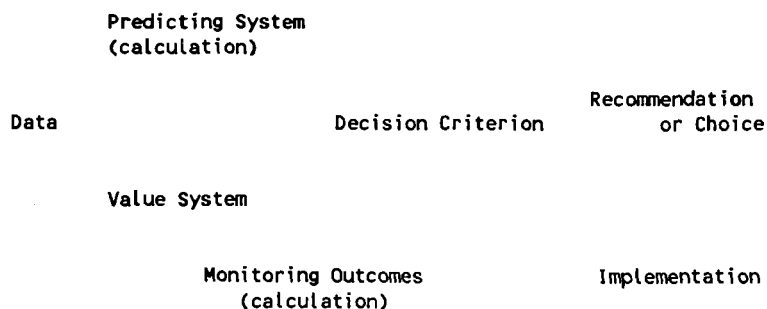 Predicting System
(calculation)
Recommendation
Data Decision Criterion or Choice
Value System
Monitoring Outcomes Implementation
(calculation)